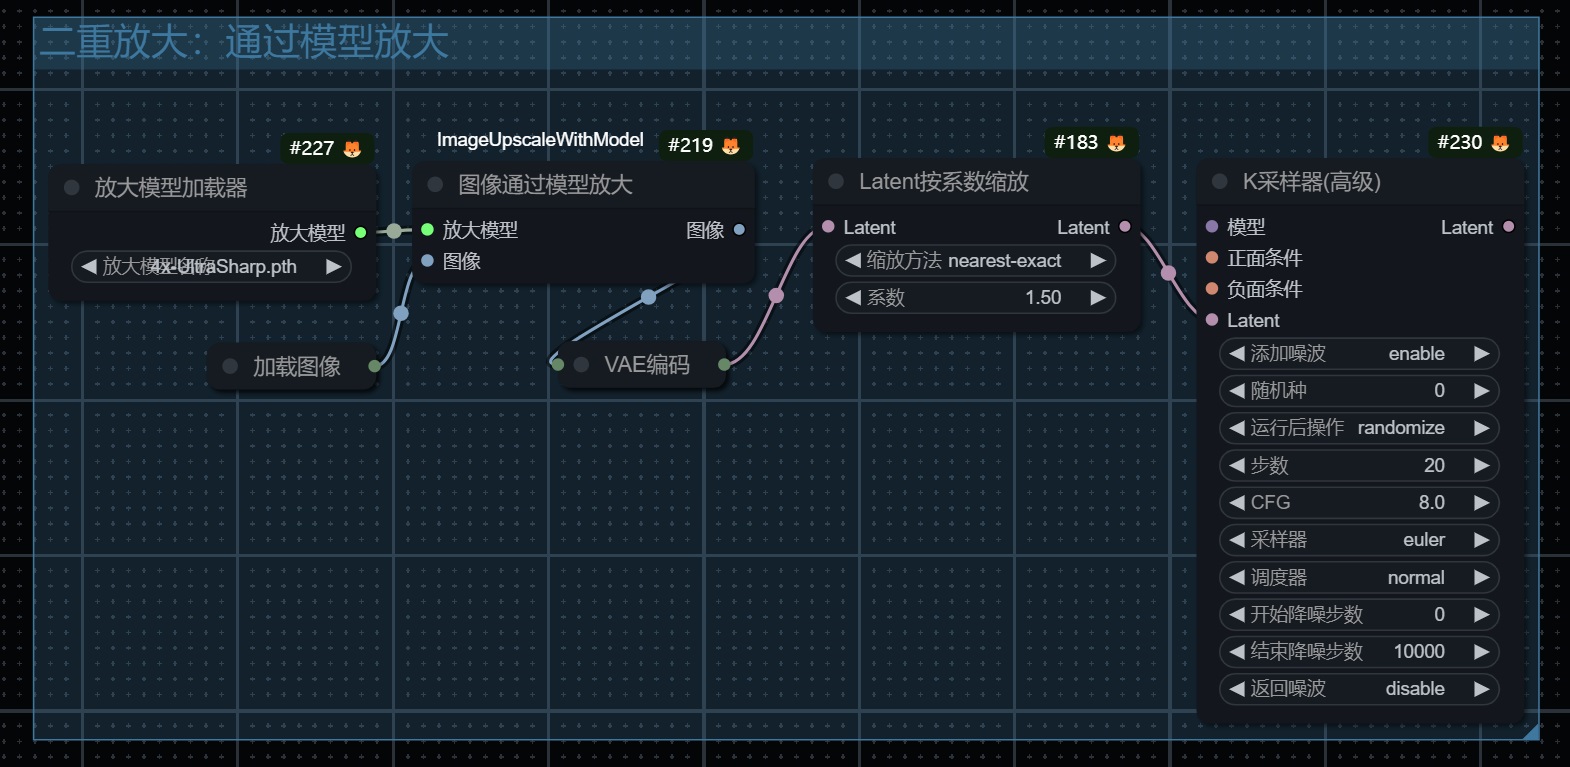 二重放大：通过模型放大
#227
放大模型加载器
放大模型
4x-UltraSharp.pth
加载图像
ImageUpscaleWithModel
#219
图像通过模型放大
放大模型 图像
图像
VAE编码
#183
Latent按系数缩放
Latent Latent
缩放方法 nearest-exact
系数 1.50
#230
K采样器(高级)
模型 Latent
正面条件
负面条件
Latent
添加噪波 enable
随机种 0
运行后操作 randomize
步数 20
CFG 8.0
采样器 euler
调度器 normal
开始降噪步数 0
结束降噪步数 10000
返回噪波 disable